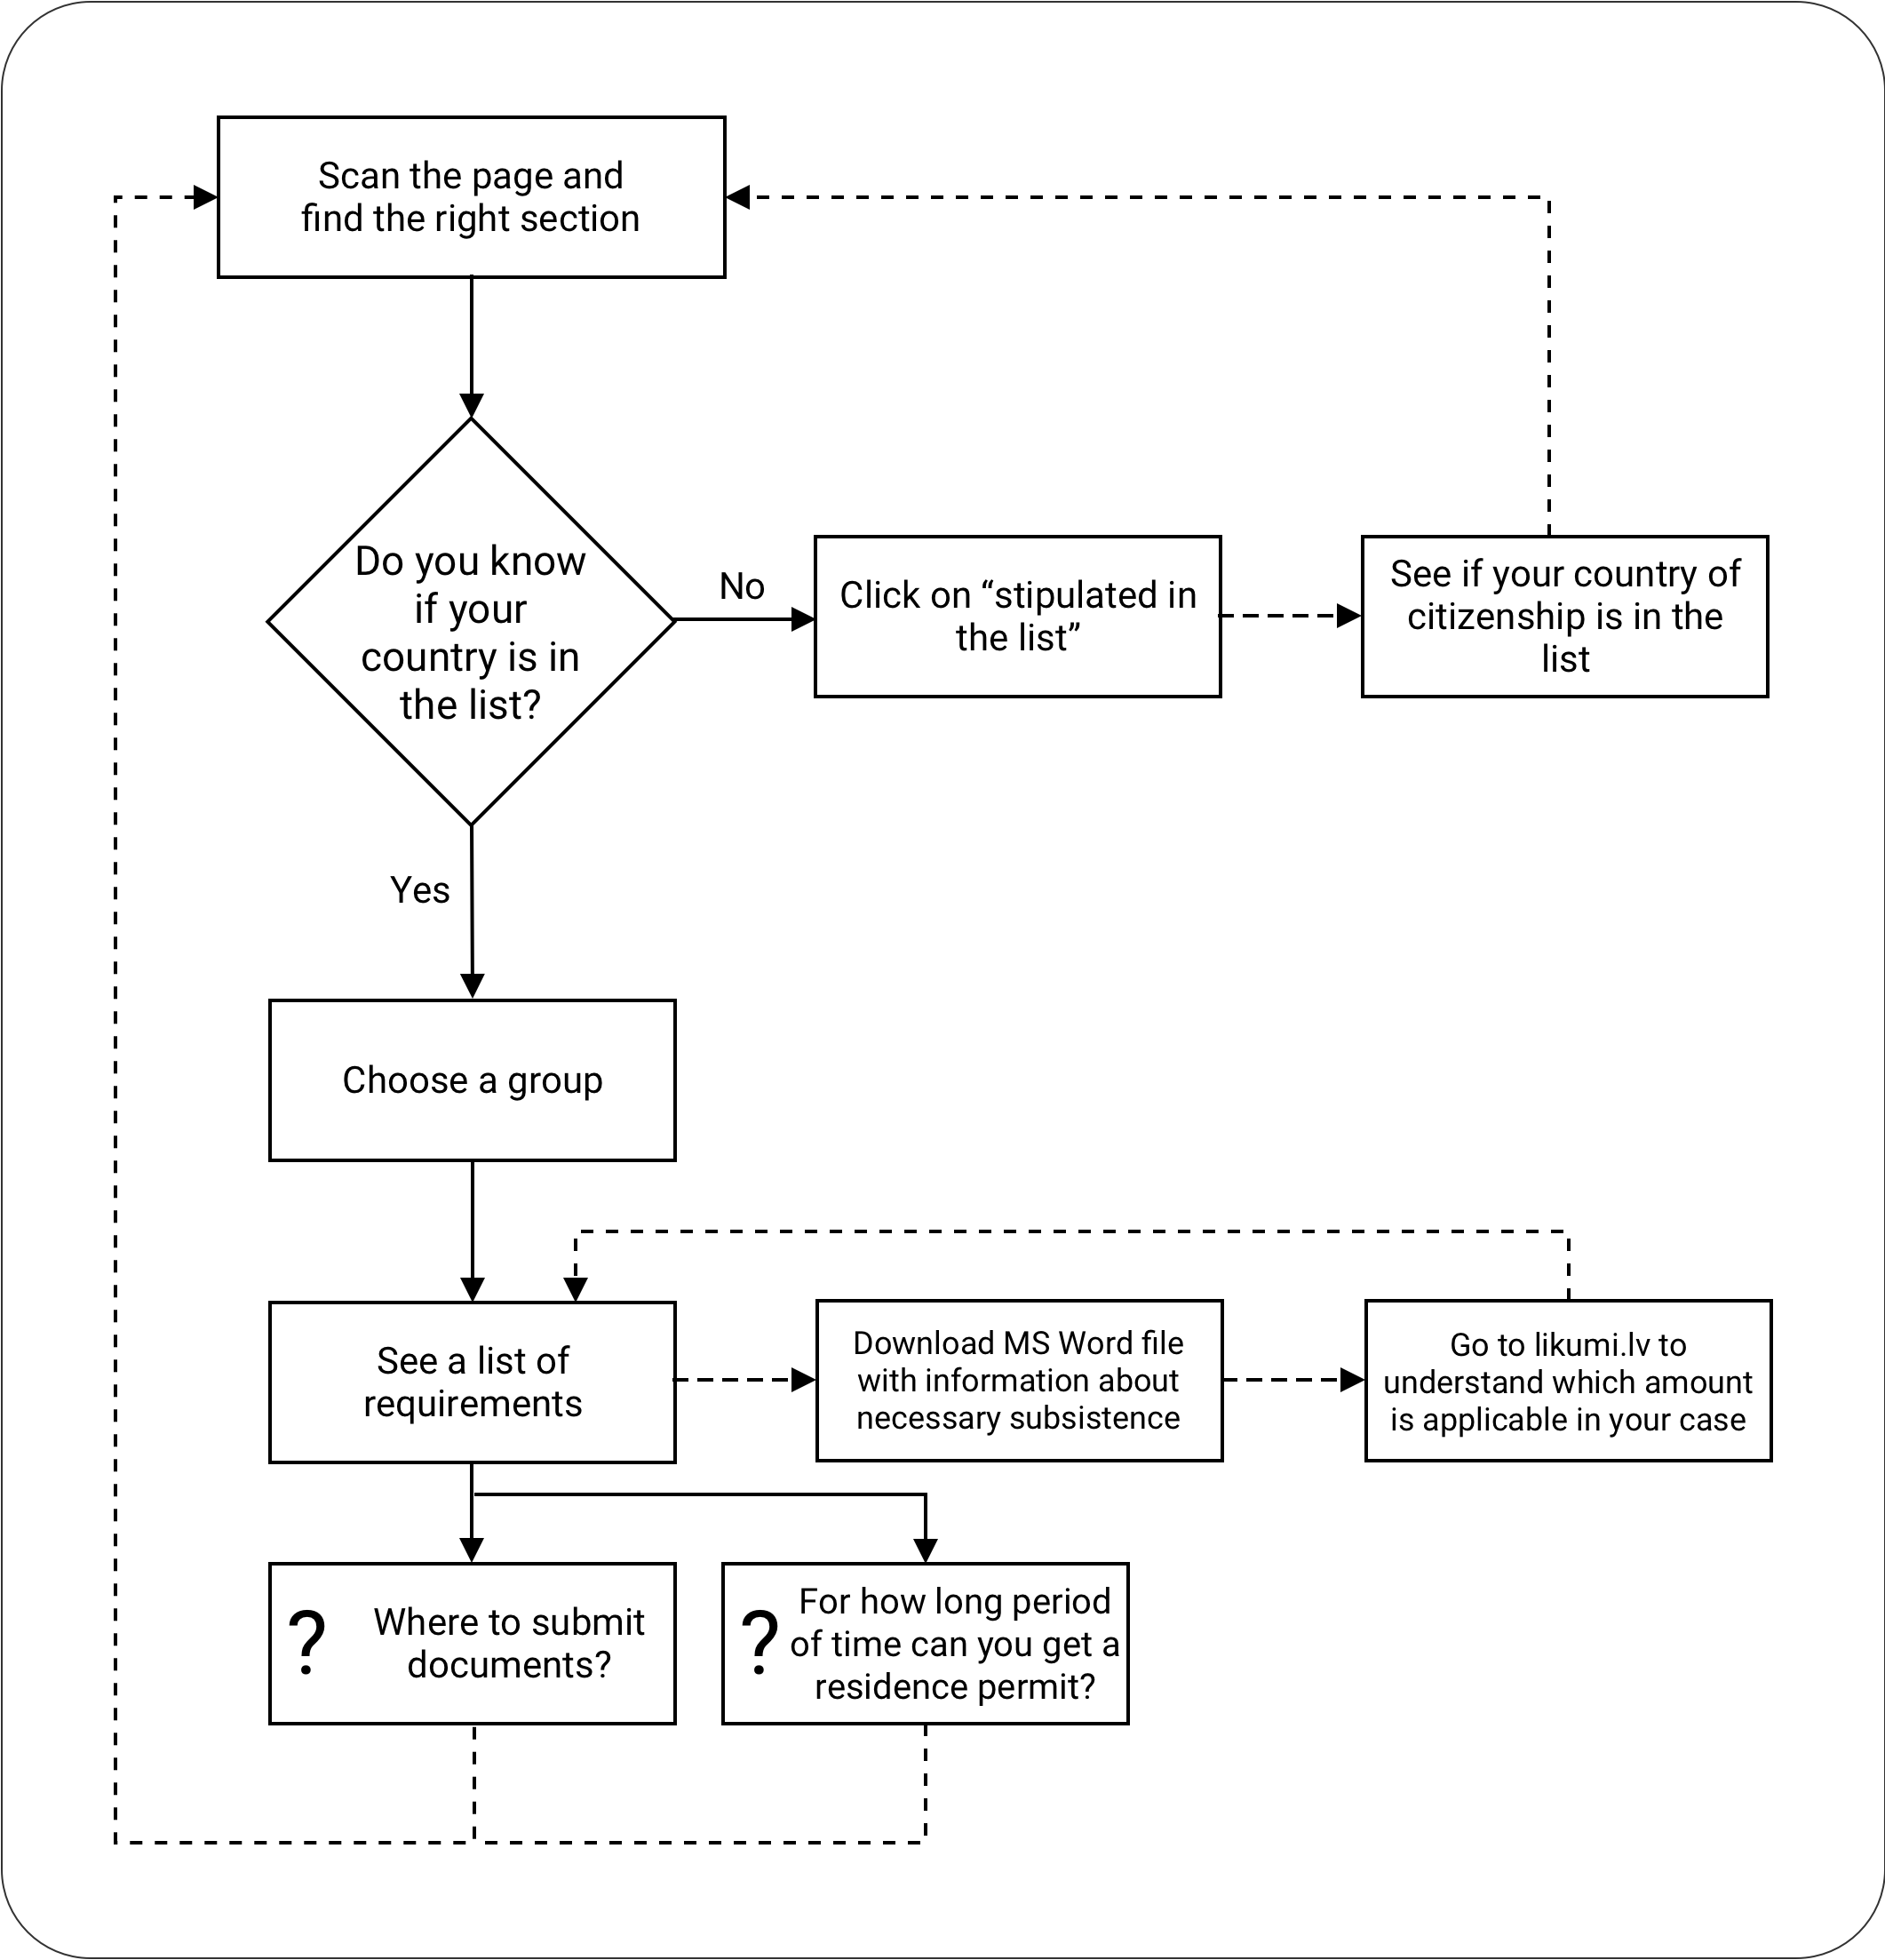 Scan the page and
find the right section
Do you know
if your
country is in
the list?
No
Click on “stipulated in
the list”
See if your country of
citizenship is in the
list
Yes
Choose a group
See a list of
requirements
Download MS Word file
with information about
necessary subsistence
Go to likumi.lv to
understand which amount
is applicable in your case
?
Where to submit
documents?
?
For how long period
of time can you get a
residence permit?